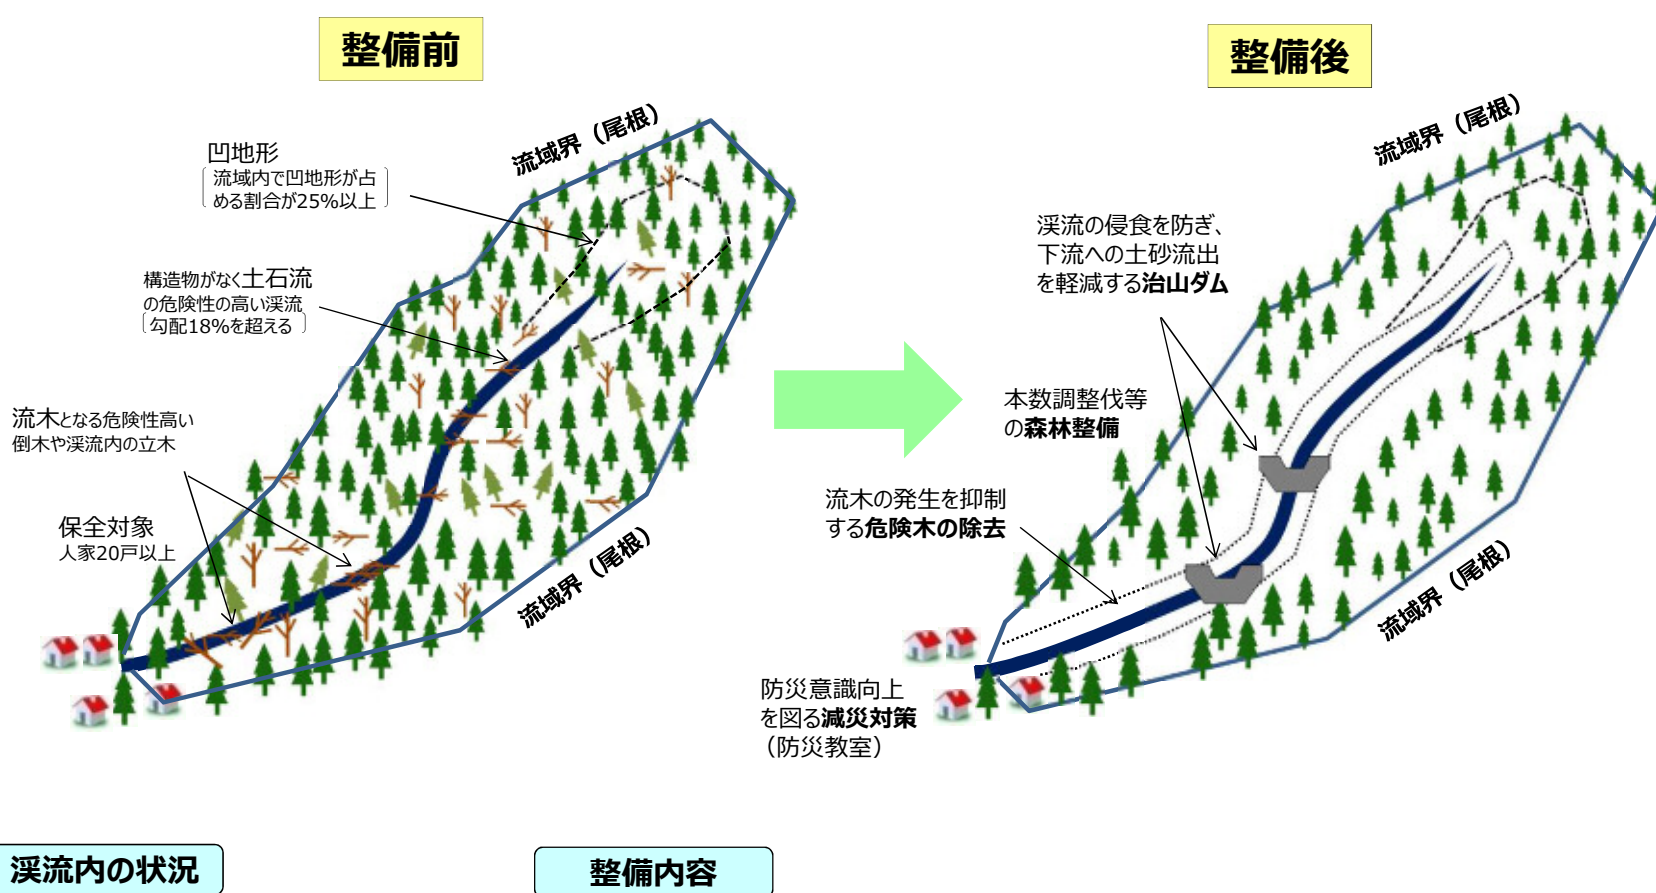 整備前
流域界（尾根）
凹地形
流域内で凹地形が占
める割合が25%以上
構造物がなく土石流
の危険性の高い渓流
勾配18%を超える
流木となる危険性高い
倒木や渓流内の立木
保全対象
人家20戸以上
流域界（尾根）
整備後
流域界（尾根）
渓流の侵食を防ぎ、
下流への土砂流出
を軽減する治山ダム
本数調整伐等
の森林整備
流木の発生を抑制
する危険木の除去
流域界（尾根）
防災意識向上
を図る減災対策
（防災教室）
渓流内の状況
整備内容